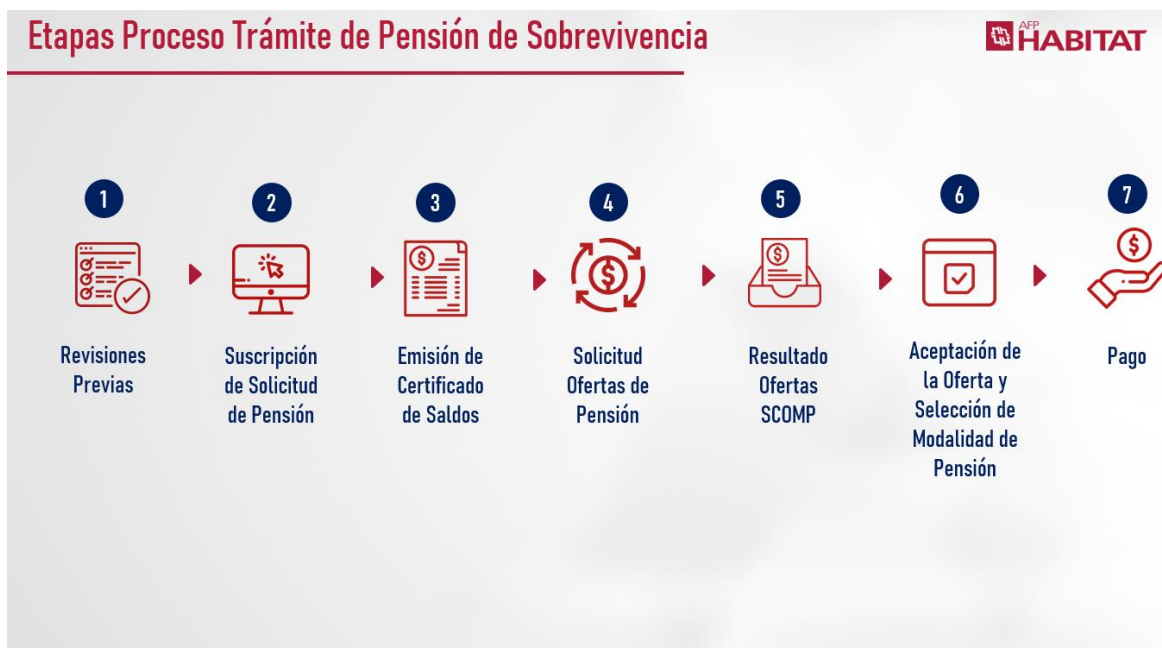 Etapas Proceso Trámite de Pensión de Sobrevivencia
AFP
HABITAT
1
Revisiones
Previas
2
Suscripción
de Solicitud
de Pensión
3
Emisión de
Certificado
de Saldos
4
Solicitud
Ofertas de
Pensión
5
Resultado
Ofertas
SCOMP
6
Aceptación de
la Oferta y
Selección de
Modalidad de
Pensión
7
Pago